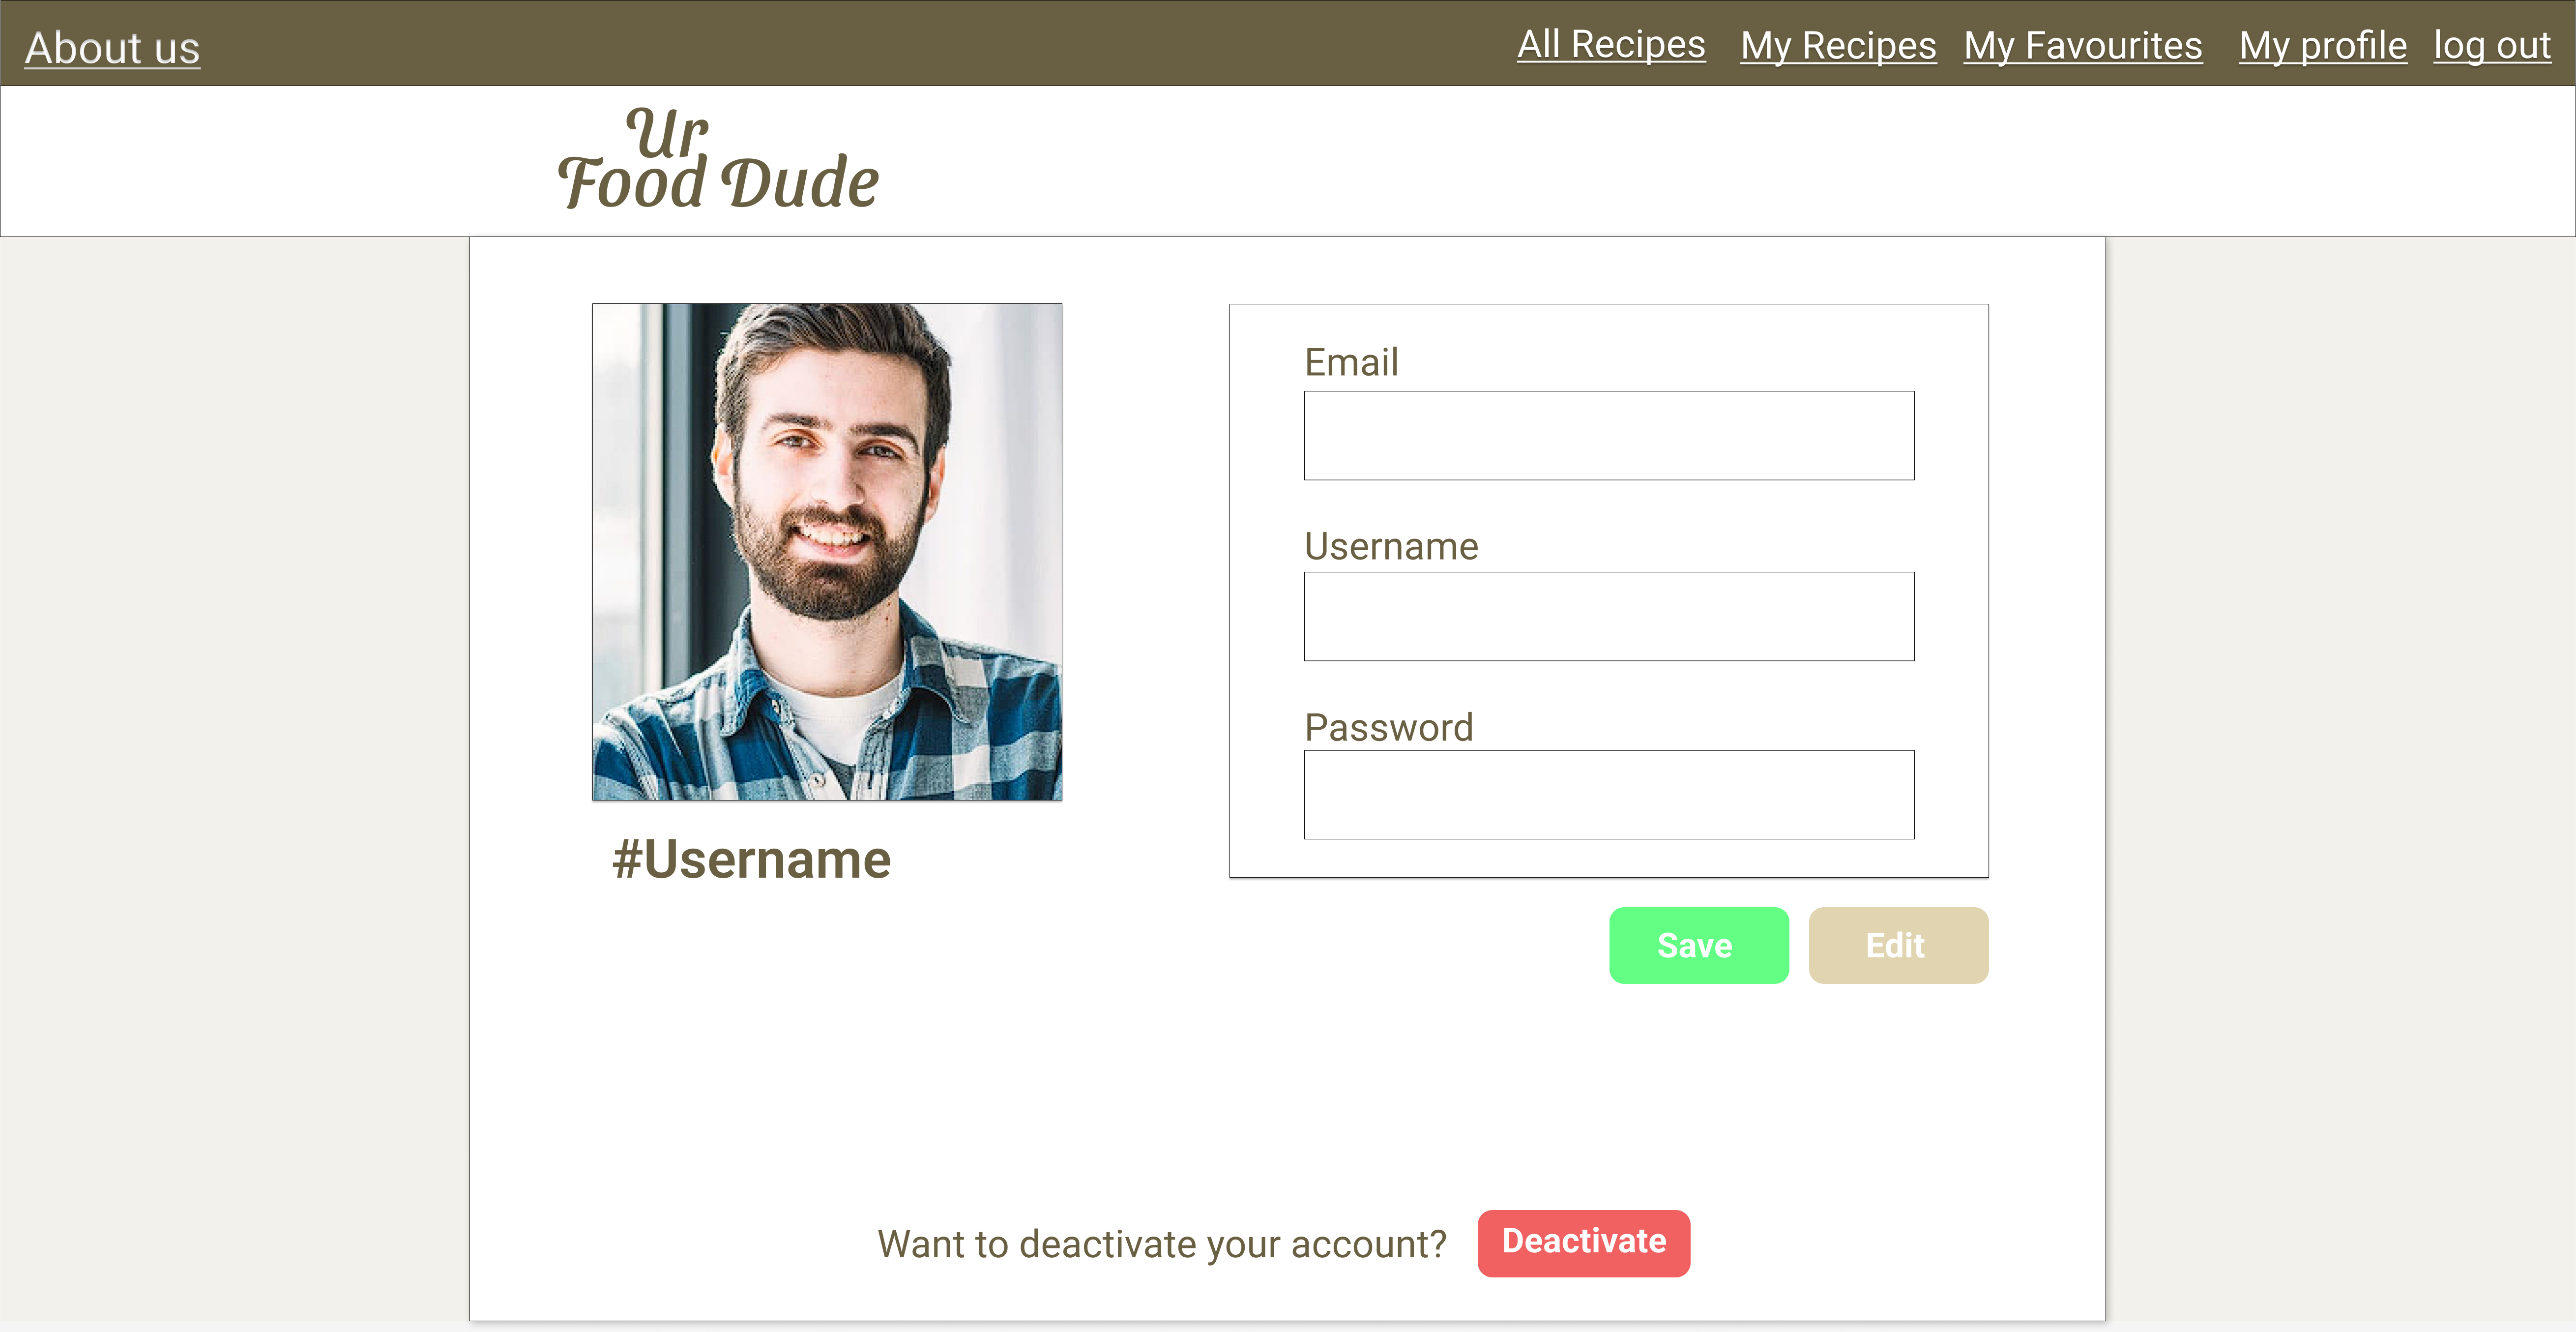 About us All Recipes My Recipes My Favourites My profile log out
Ur
Food Dude
Email
Username
Password
#Username
Save Edit
Want to deactivate your account? Deactivate